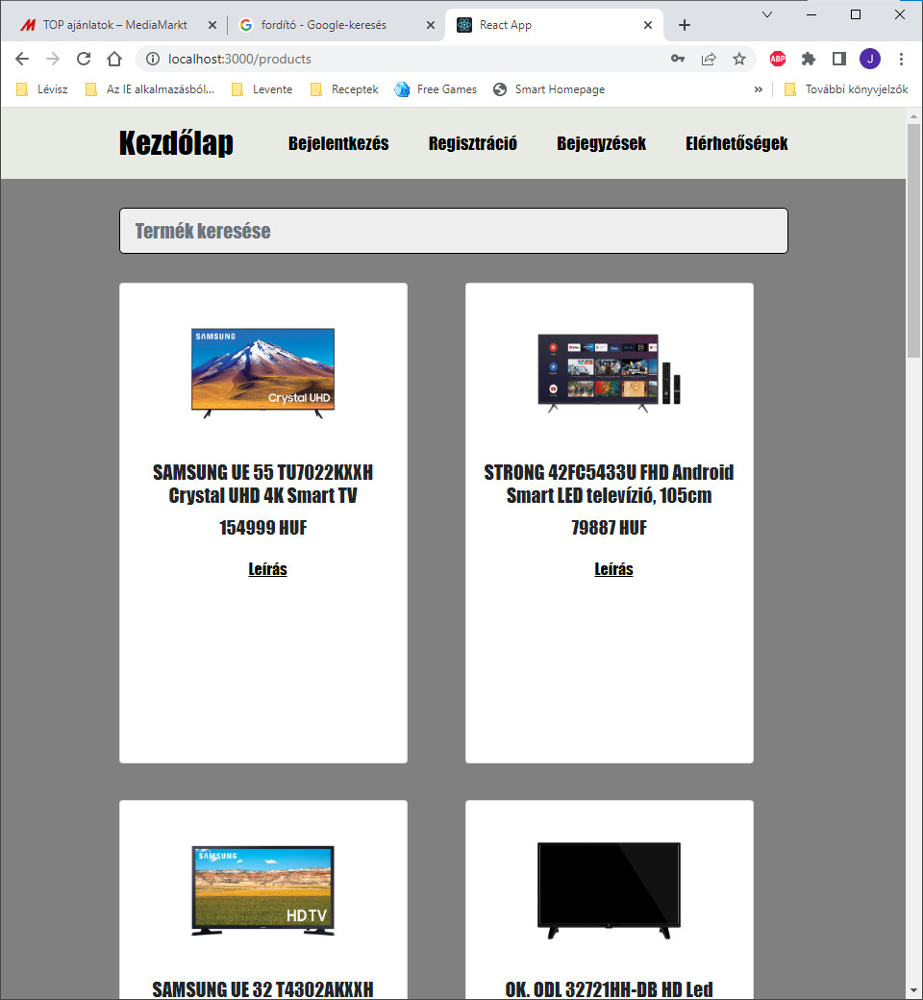 TOP ajánlatok – MediaMarkt
fordító - Google-keresés
React App
localhost:3000/products
ABP
J
Lévisz
Az IE alkalmazásból...
Levente
Receptek
Free Games
Smart Homepage
»
További könyvjelzők
Kezdőlap
Bejelentkezés
Regisztráció
Bejegyzések
Elérhetőségek
Termék keresése
SAMSUNG
Crystal UHD
SAMSUNG UE 55 TU7022KXXH
Crystal UHD 4K Smart TV
154999 HUF
Leírás
STRONG 42FC5433U FHD Android
Smart LED televízió, 105cm
79887 HUF
Leírás
SAMSUNG
HD TV
SAMSUNG UE 32 T4302AKXXH
OK. ODL 32721HH-DB HD Led